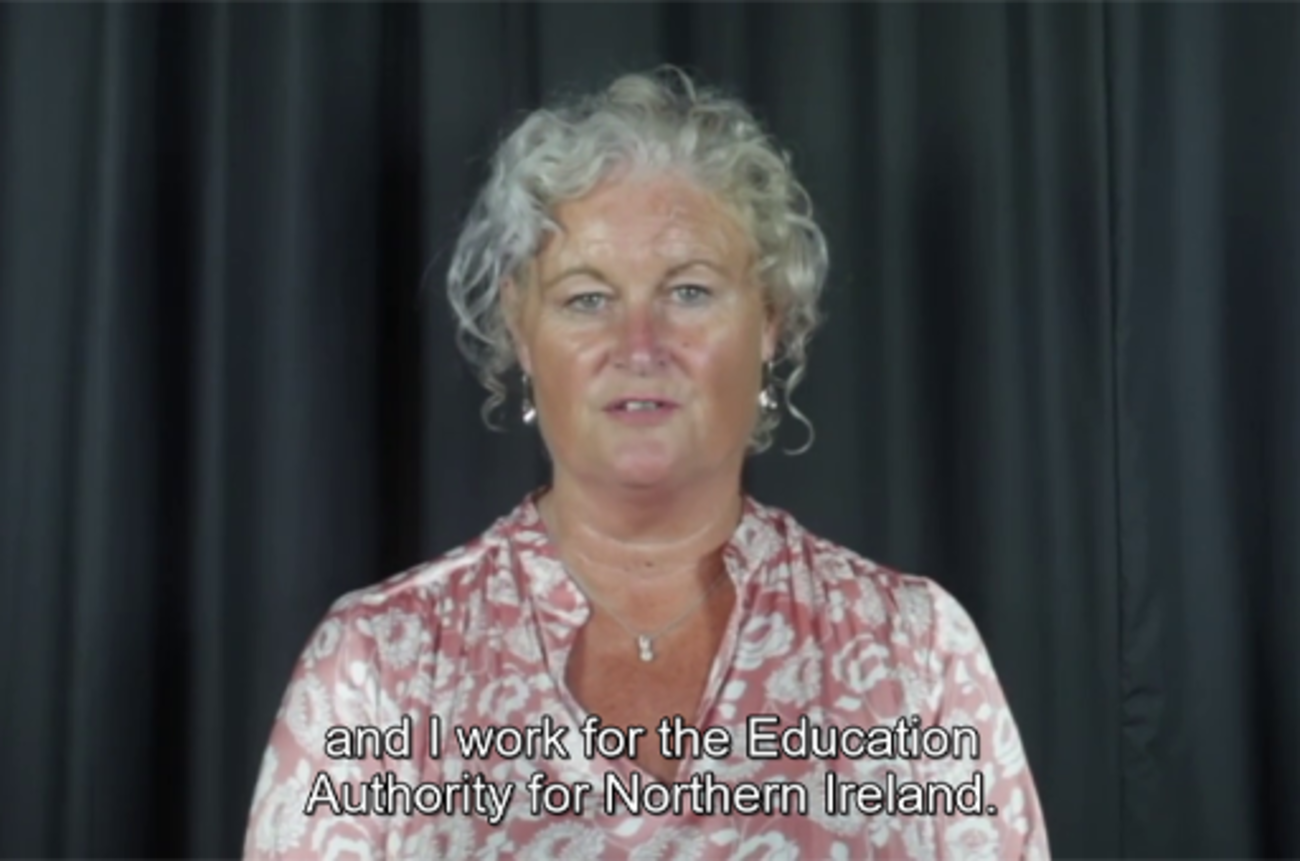 and I work for the Education
Authority for Northern Ireland.